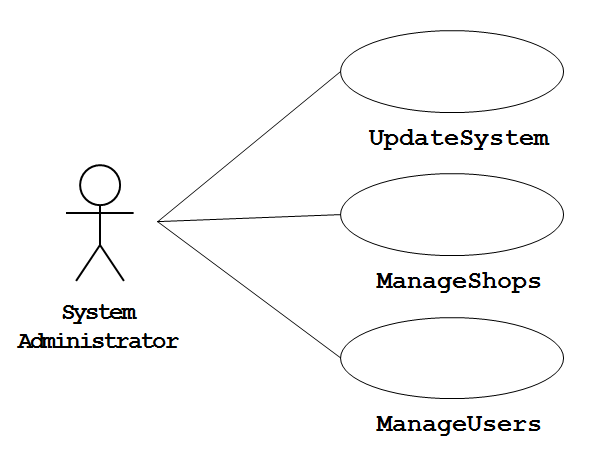 UpdateSystem
ManageShops
System
Administrator
ManageUsers